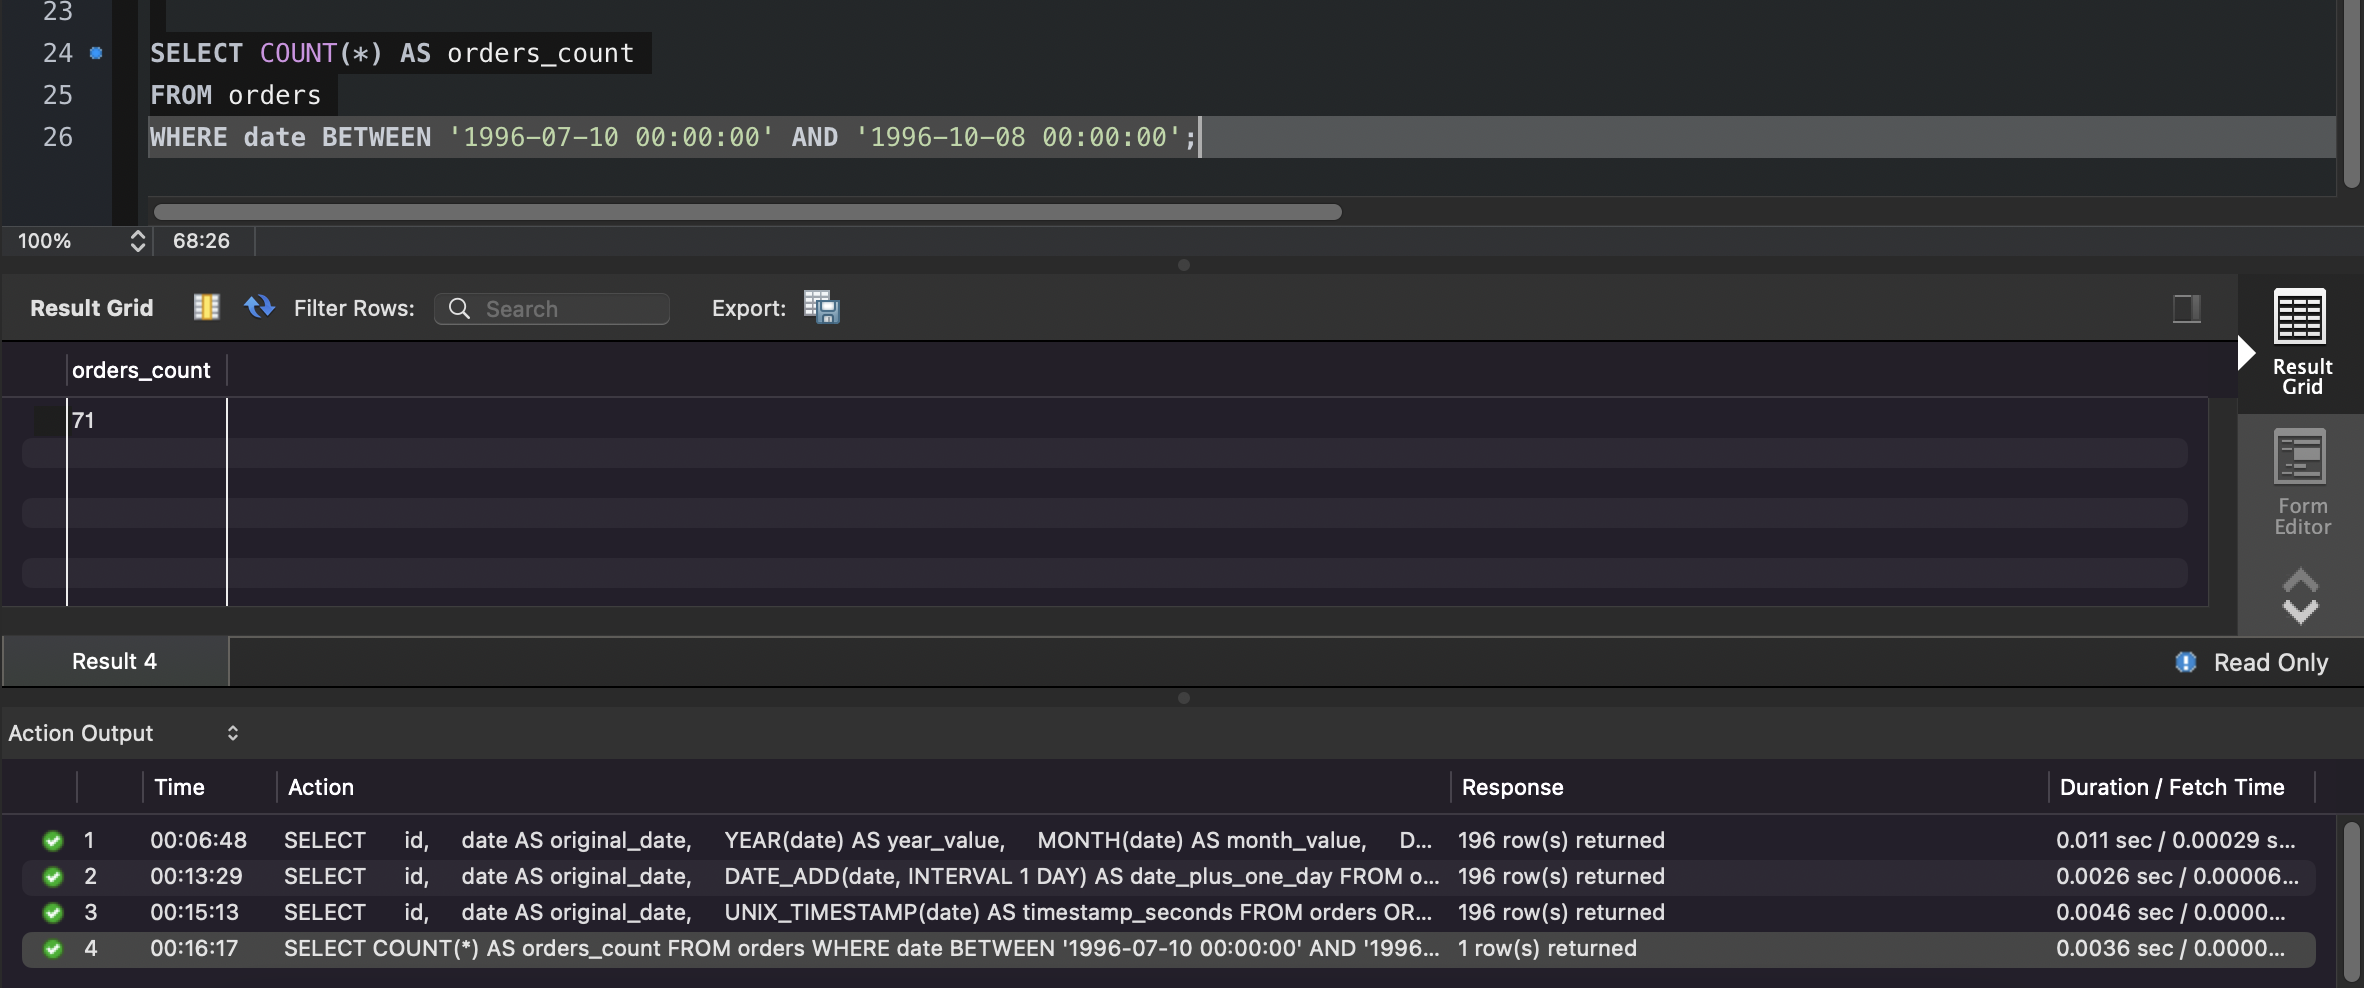 23
24 SELECT COUNT(*) AS orders_count
25 FROM orders
26 WHERE date BETWEEN '1996-07-10 00:00:00' AND '1996-10-08 00:00:00';
100% 68:26
Result Grid Filter Rows: Search Export:
Result Grid
Form Editor
orders_count
71
Result 4 Read Only
Action Output
Time Action Response Duration / Fetch Time
1 00:06:48 SELECT id, date AS original_date, YEAR(date) AS year_value, MONTH(date) AS month_value, D... 196 row(s) returned 0.011 sec / 0.00029 s...
2 00:13:29 SELECT id, date AS original_date, DATE_ADD(date, INTERVAL 1 DAY) AS date_plus_one_day FROM o... 196 row(s) returned 0.0026 sec / 0.00006...
3 00:15:13 SELECT id, date AS original_date, UNIX_TIMESTAMP(date) AS timestamp_seconds FROM orders OR... 196 row(s) returned 0.0046 sec / 0.0000...
4 00:16:17 SELECT COUNT(*) AS orders_count FROM orders WHERE date BETWEEN '1996-07-10 00:00:00' AND '1996... 1 row(s) returned 0.0036 sec / 0.0000...